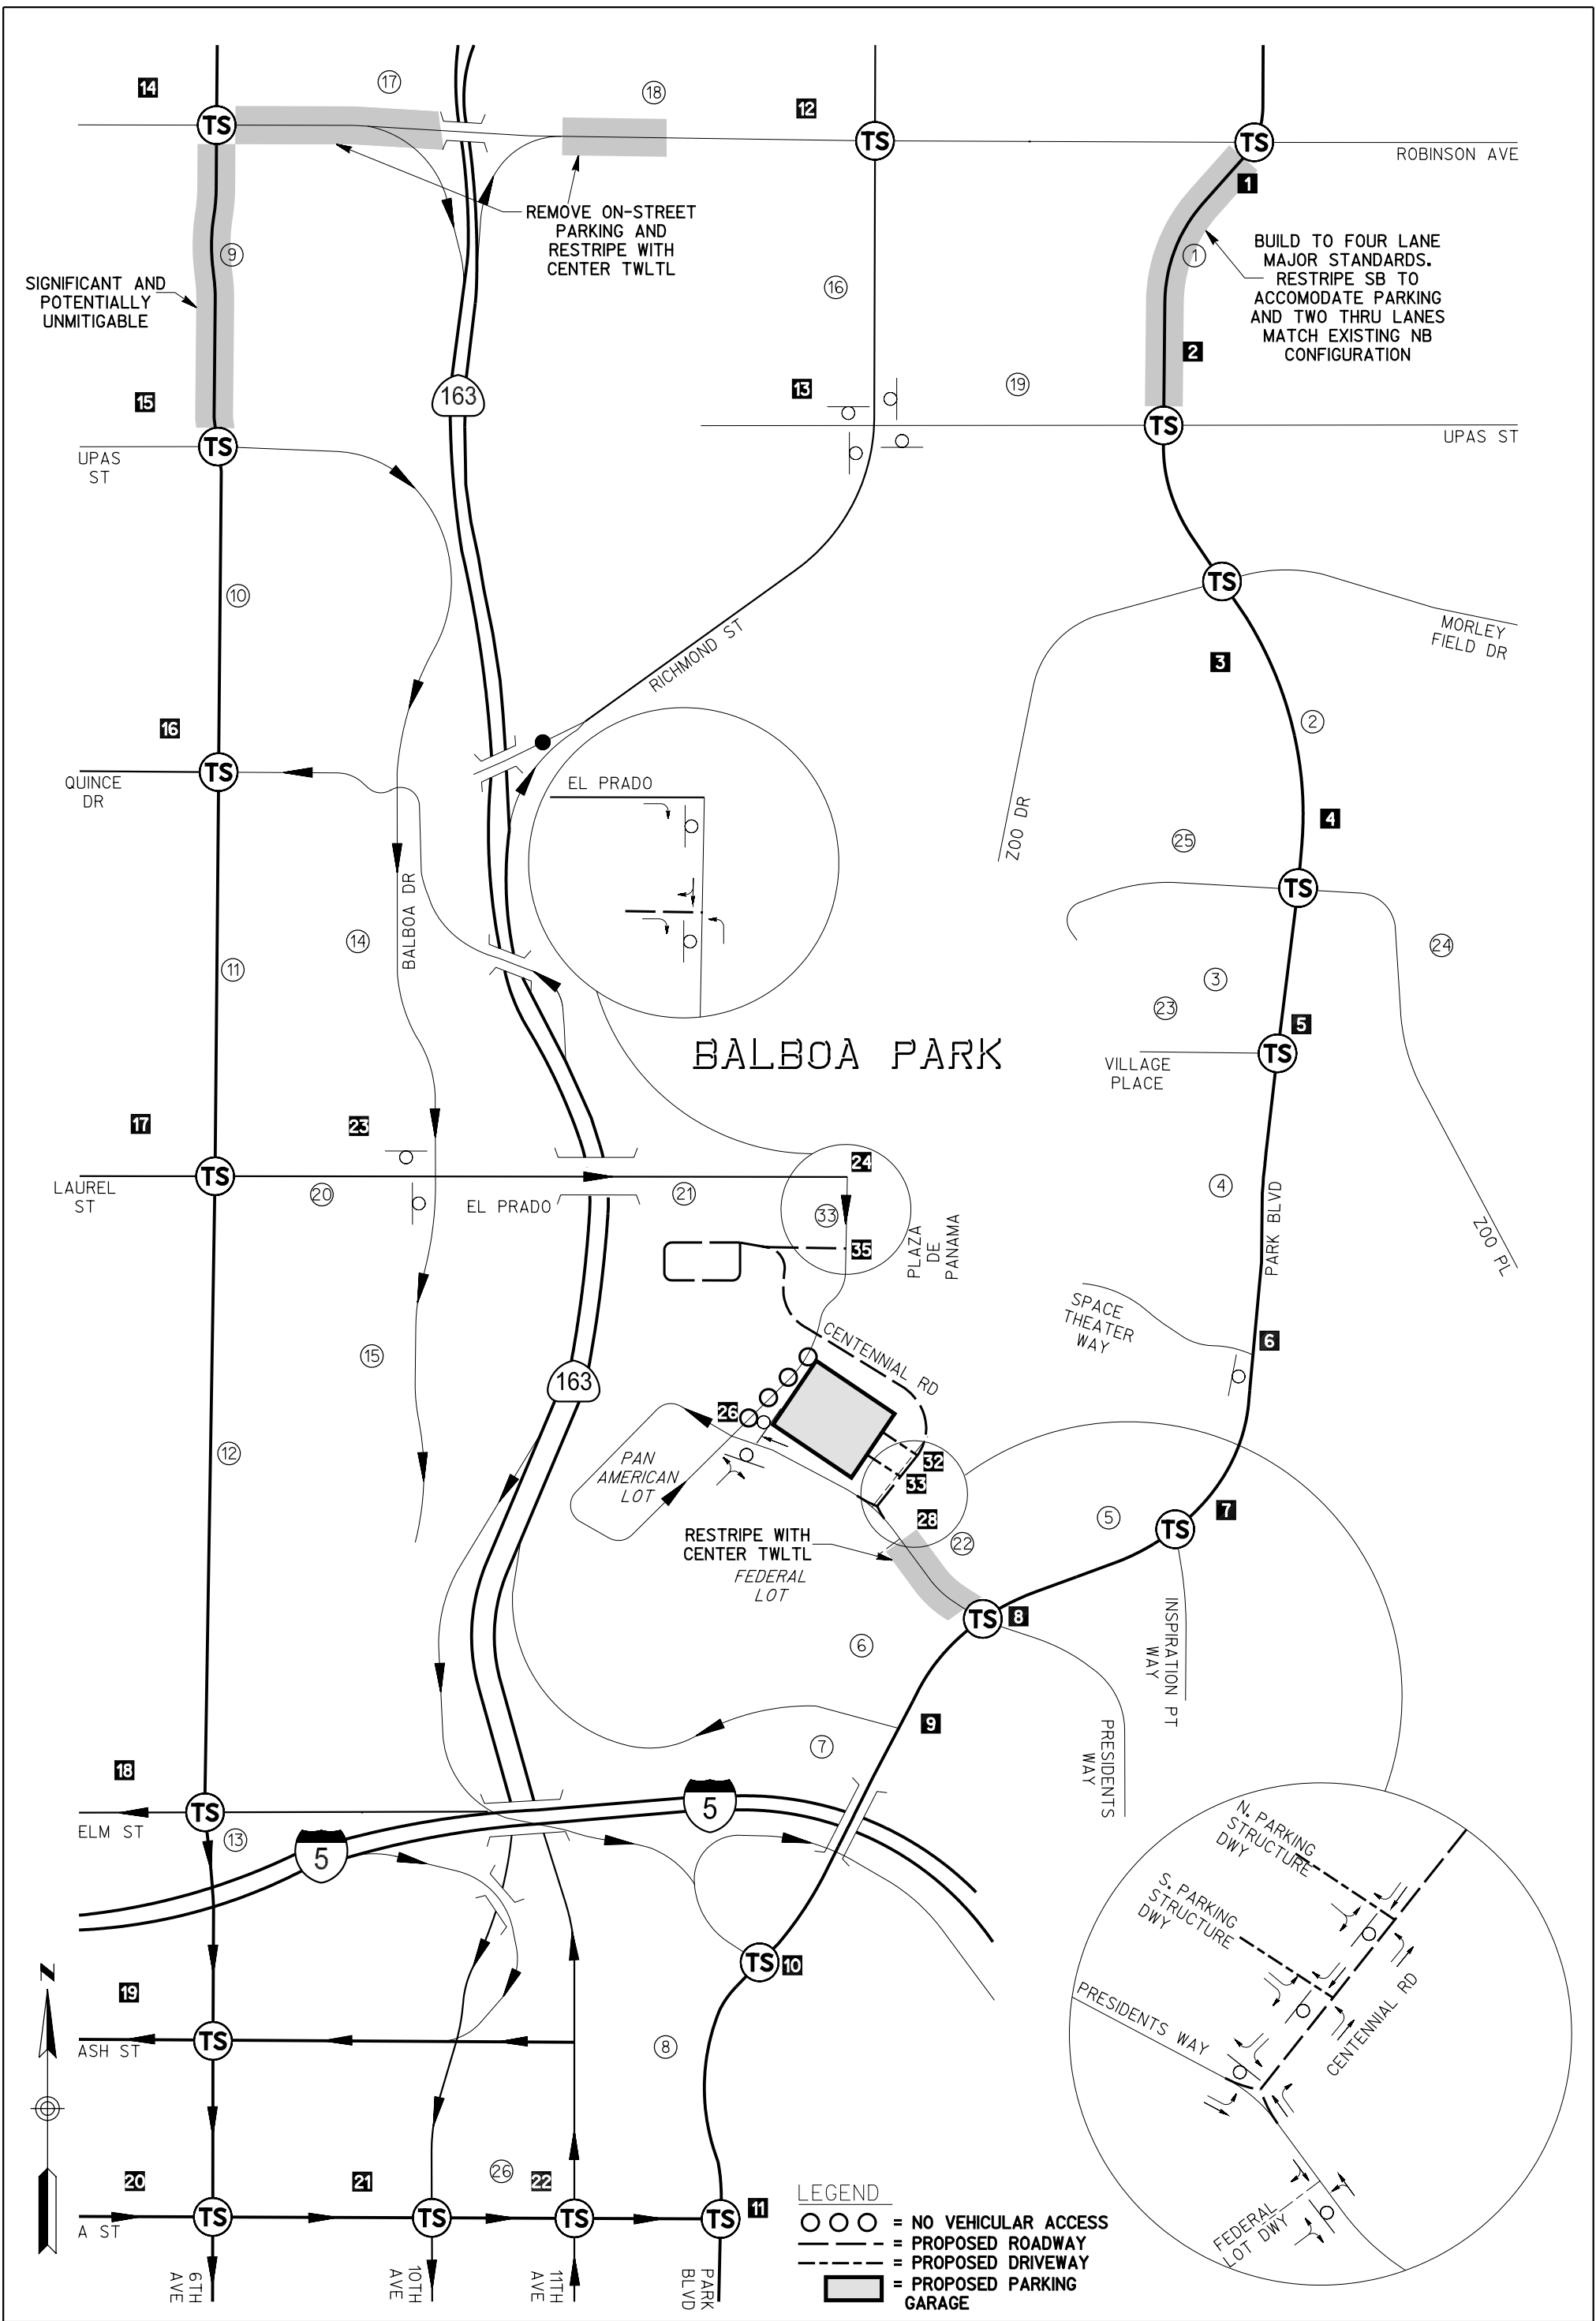 14
17
18
12
TS
TS
TS
ROBINSON AVE
1
REMOVE ON-STREET
PARKING AND
RESTRIPE WITH
CENTER TWLTL
9
SIGNIFICANT AND
POTENTIALLY
UNMITIGABLE
16
1
BUILD TO FOUR LANE
MAJOR STANDARDS.
RESTRIPE SB TO
ACCOMODATE PARKING
AND TWO THRU LANES
MATCH EXISTING NB
CONFIGURATION
2
15
163
13
19
TS
UPAS
ST
TS
UPAS ST
10
TS
MORLEY
FIELD DR
RICHMOND ST
3
2
16
TS
QUINCE
DR
EL PRADO
ZOO DR
4
25
TS
14
BALBOA DR
11
24
3
23
5
BALBOA PARK
TS
VILLAGE
PLACE
17
23
TS
LAUREL
ST
20
EL PRADO
21
24
33
35
PLAZA
DE
PANAMA
4
PARK BLVD
ZOO PL
SPACE
THEATER
WAY
6
15
163
CENTENNIAL RD
12
26
PAN
AMERICAN
LOT
32
33
28
22
5
TS
7
RESTRIPE WITH
CENTER TWLTL
FEDERAL
LOT
TS
8
INSPIRATION PT
WAY
6
9
7
PRESIDENTS
WAY
18
TS
ELM ST
13
5
5
N. PARKING
STRUCTURE
DWY
S. PARKING
STRUCTURE
DWY
PRESIDENTS WAY
CENTENNIAL RD
FEDERAL
LOT DWY
N
TS
10
19
TS
ASH ST
8
20
21
26
22
11
TS
TS
TS
TS
A ST
6TH
AVE
10TH
AVE
11TH
AVE
PARK
BLVD
LEGEND
= NO VEHICULAR ACCESS
= PROPOSED ROADWAY
= PROPOSED DRIVEWAY
= PROPOSED PARKING
GARAGE